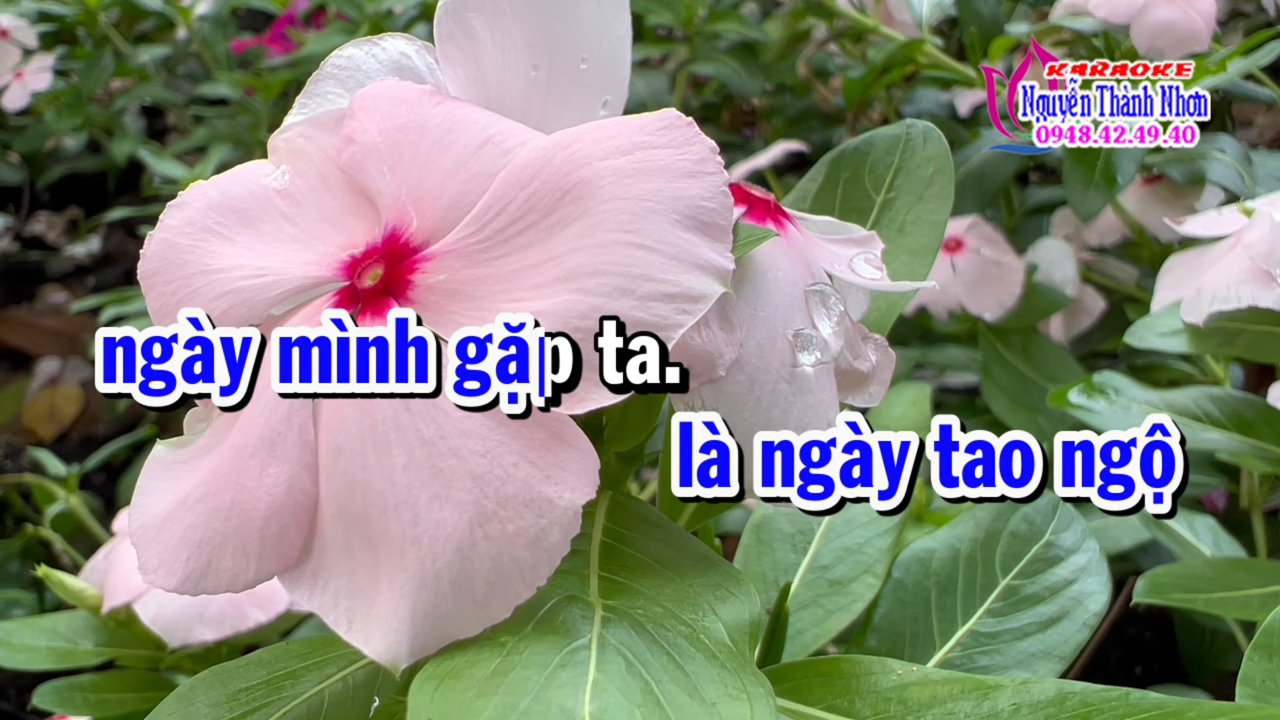 KARAOKE
Nguyễn Thành Nhơn
0948.42.49.40
ngày mình gặp ta.
là ngày tao ngộ